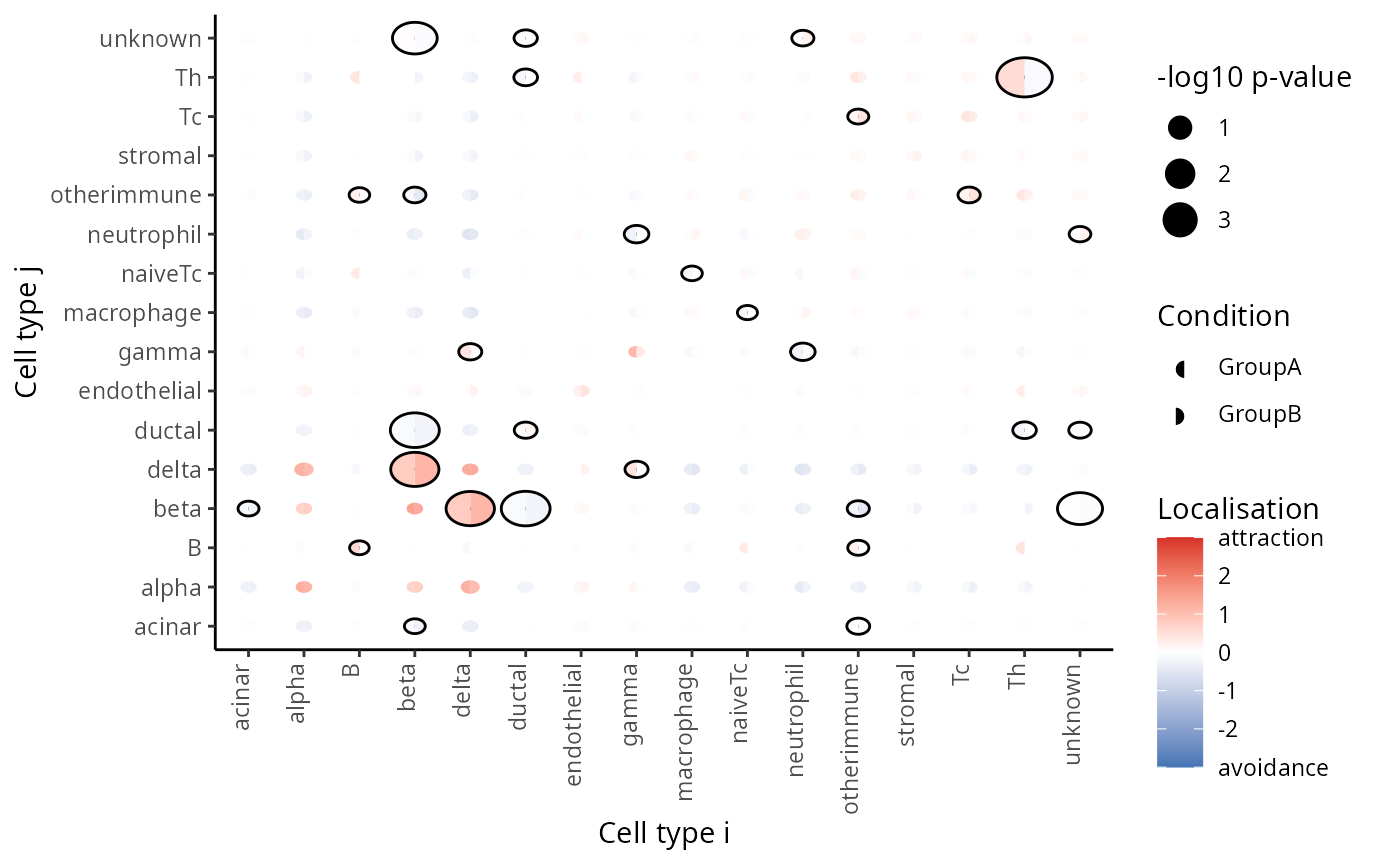 unknown
Th
Tc
stromal
otherimmune
neutrophil
naiveTc
macrophage
gamma
endothelial
ductal
delta
beta
B
alpha
acinar
Cell type j
acinar
alpha
B
beta
delta
ductal
endothelial
gamma
macrophage
naiveTc
neutrophil
otherimmune
stromal
Tc
Th
unknown
Cell type i
-log10 p-value
1
2
3
Condition
GroupA
GroupB
Localisation
attraction
2
1
0
-1
-2
avoidance